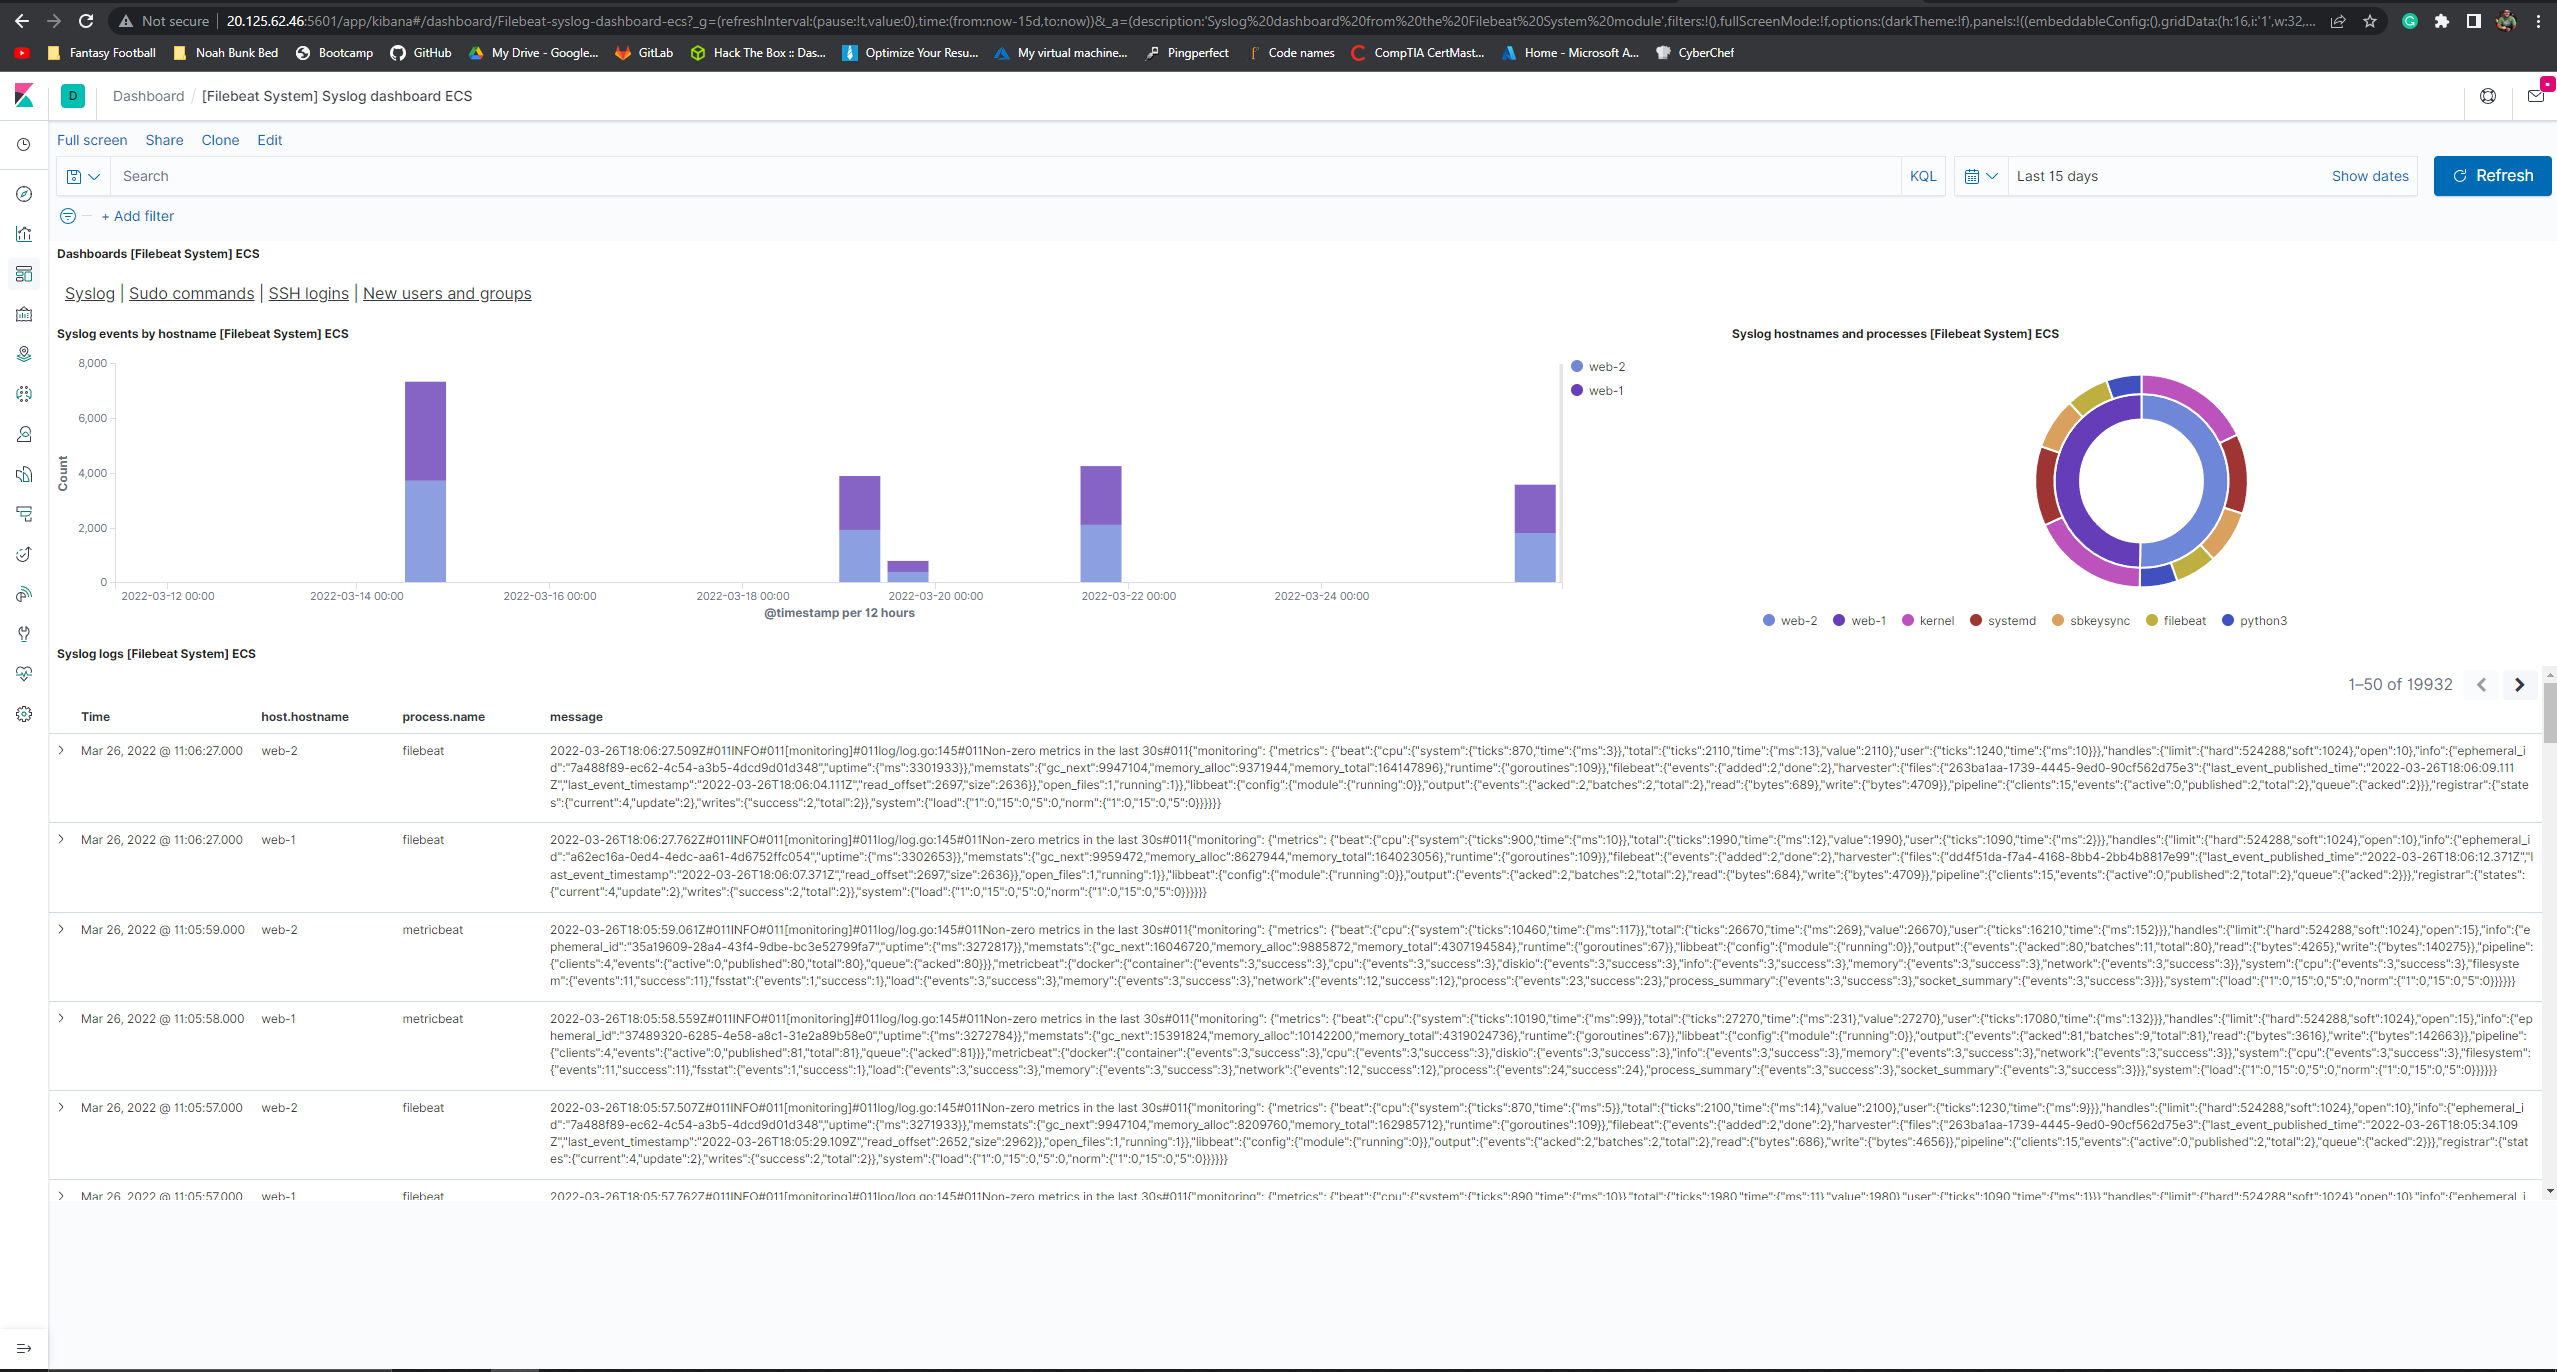 Not secure | 20.125.62.46:5601/app/kibana#/dashboard/Filebeat-syslog-dashboard-ecs?_g=(refreshInterval:(pause:!t,value:0),time:(from:now-15d,to:now))&_a=(description:'Syslog%20dashboard%20from%20the%20Filebeat%20System%20module',filters:!(),fullScreenMode:!f,options:(darkTheme:!f),panels:!((embeddableConfig:(),gridData:(h:16,i:'1',w:32,...
Fantasy Football Noah Bunk Bed Bootcamp GitHub My Drive - Google... GitLab Hack The Box :: Das... Optimize Your Resu... My virtual machine... Pingperfect Code names CompTIA CertMast... Home - Microsoft A... CyberChef
D Dashboard / [Filebeat System] Syslog dashboard ECS
Full screen Share Clone Edit
Search KQL Last 15 days Show dates Refresh
+ Add filter
Dashboards [Filebeat System] ECS
Syslog | Sudo commands | SSH logins | New users and groups
Syslog events by hostname [Filebeat System] ECS
8,000
6,000
4,000
2,000
0
Count
2022-03-12 00:00 2022-03-14 00:00 2022-03-16 00:00 2022-03-18 00:00 2022-03-20 00:00 2022-03-22 00:00 2022-03-24 00:00
@timestamp per 12 hours
web-2
web-1
Syslog hostnames and processes [Filebeat System] ECS
web-2 web-1 kernel systemd sbkeysync filebeat python3
Syslog logs [Filebeat System] ECS
1–50 of 19932
Time host.hostname process.name message
Mar 26, 2022 @ 11:06:27.000 web-2 filebeat 2022-03-26T18:06:27.509Z#011INFO#011[monitoring]#011log/log.go:145#011Non-zero metrics in the last 30s#011{"monitoring": {"metrics": {"beat":{"cpu":{"system":{"ticks":870,"time":{"ms":3}},"total":{"ticks":2110,"time":{"ms":13},"value":2110},"user":{"ticks":1240,"time":{"ms":10}}},"handles":{"limit":{"hard":524288,"soft":1024},"open":10},"info":{"ephemeral_i
d":"7a488f89-ec62-4c54-a3b5-4dcd9d01d348","uptime":{"ms":3301933}},"memstats":{"gc_next":9947104,"memory_alloc":9371944,"memory_total":164147896},"runtime":{"goroutines":109}},"filebeat":{"events":{"added":2,"done":2},"harvester":{"files":{"263ba1aa-1739-4445-9ed0-90cf562d75e3":{"last_event_published_time":"2022-03-26T18:06:09.111
Z","last_event_timestamp":"2022-03-26T18:06:04.111Z","read_offset":2697,"size":2636}},"open_files":1,"running":1}},"libbeat":{"config":{"module":{"running":0}},"output":{"events":{"acked":2,"batches":2,"total":2},"read":{"bytes":689},"write":{"bytes":4709}},"pipeline":{"clients":15,"events":{"active":0,"published":2,"total":2},"queue":{"acked":2}}},"registrar":{"state
s":{"current":4,"update":2},"writes":{"success":2,"total":2}},"system":{"load":{"1":0,"15":0,"5":0,"norm":{"1":0,"15":0,"5":0}}}}}}
Mar 26, 2022 @ 11:06:27.000 web-1 filebeat 2022-03-26T18:06:27.762Z#011INFO#011[monitoring]#011log/log.go:145#011Non-zero metrics in the last 30s#011{"monitoring": {"metrics": {"beat":{"cpu":{"system":{"ticks":900,"time":{"ms":10}},"total":{"ticks":1990,"time":{"ms":12},"value":1990},"user":{"ticks":1090,"time":{"ms":2}}},"handles":{"limit":{"hard":524288,"soft":1024},"open":10},"info":{"ephemeral_i
d":"a62ec16a-0ed4-4edc-aa61-4d6752ffc054","uptime":{"ms":3302653}},"memstats":{"gc_next":9959472,"memory_alloc":8627944,"memory_total":164023056},"runtime":{"goroutines":109}},"filebeat":{"events":{"added":2,"done":2},"harvester":{"files":{"dd4f51da-f7a4-4168-8bb4-2bb4b8817e99":{"last_event_published_time":"2022-03-26T18:06:12.371Z","l
ast_event_timestamp":"2022-03-26T18:06:07.371Z","read_offset":2697,"size":2636}},"open_files":1,"running":1}},"libbeat":{"config":{"module":{"running":0}},"output":{"events":{"acked":2,"batches":2,"total":2},"read":{"bytes":684},"write":{"bytes":4709}},"pipeline":{"clients":15,"events":{"active":0,"published":2,"total":2},"queue":{"acked":2}}},"registrar":{"states":
{"current":4,"update":2},"writes":{"success":2,"total":2}},"system":{"load":{"1":0,"15":0,"5":0,"norm":{"1":0,"15":0,"5":0}}}}}}
Mar 26, 2022 @ 11:05:59.000 web-2 metricbeat 2022-03-26T18:05:59.061Z#011INFO#011[monitoring]#011log/log.go:145#011Non-zero metrics in the last 30s#011{"monitoring": {"metrics": {"beat":{"cpu":{"system":{"ticks":10460,"time":{"ms":117}},"total":{"ticks":26670,"time":{"ms":269},"value":26670},"user":{"ticks":16210,"time":{"ms":152}}},"handles":{"limit":{"hard":524288,"soft":1024},"open":15},"info":{"e
phemeral_id":"35a19609-28a4-43f4-9dbe-bc3e52799fa7","uptime":{"ms":3272817}},"memstats":{"gc_next":16046720,"memory_alloc":9885872,"memory_total":4307194584},"runtime":{"goroutines":67}},"libbeat":{"config":{"module":{"running":0}},"output":{"events":{"acked":80,"batches":11,"total":80},"read":{"bytes":4265},"write":{"bytes":140275}},"pipeline":
{"clients":4,"events":{"active":0,"published":80,"total":80},"queue":{"acked":80}}},"metricbeat":{"docker":{"container":{"events":3,"success":3},"cpu":{"events":3,"success":3},"diskio":{"events":3,"success":3},"info":{"events":3,"success":3},"memory":{"events":3,"success":3},"network":{"events":3,"success":3}},"system":{"cpu":{"events":3,"success":3},"filesyste
m":{"events":11,"success":11},"fsstat":{"events":1,"success":1},"load":{"events":3,"success":3},"memory":{"events":3,"success":3},"network":{"events":12,"success":12},"process":{"events":23,"success":23},"process_summary":{"events":3,"success":3},"socket_summary":{"events":3,"success":3}}},"system":{"load":{"1":0,"15":0,"5":0,"norm":{"1":0,"15":0,"5":0}}}}}}
Mar 26, 2022 @ 11:05:58.000 web-1 metricbeat 2022-03-26T18:05:58.559Z#011INFO#011[monitoring]#011log/log.go:145#011Non-zero metrics in the last 30s#011{"monitoring": {"metrics": {"beat":{"cpu":{"system":{"ticks":10190,"time":{"ms":99}},"total":{"ticks":27270,"time":{"ms":231},"value":27270},"user":{"ticks":17080,"time":{"ms":132}}},"handles":{"limit":{"hard":524288,"soft":1024},"open":15},"info":{"ep
hemeral_id":"37489320-6285-4e58-a8c1-31e2a89b58e0","uptime":{"ms":3272784}},"memstats":{"gc_next":15391824,"memory_alloc":10142200,"memory_total":4319024736},"runtime":{"goroutines":67}},"libbeat":{"config":{"module":{"running":0}},"output":{"events":{"acked":81,"batches":9,"total":81},"read":{"bytes":3616},"write":{"bytes":142663}},"pipeline":
{"clients":4,"events":{"active":0,"published":81,"total":81},"queue":{"acked":81}}},"metricbeat":{"docker":{"container":{"events":3,"success":3},"cpu":{"events":3,"success":3},"diskio":{"events":3,"success":3},"info":{"events":3,"success":3},"memory":{"events":3,"success":3},"network":{"events":3,"success":3}},"system":{"cpu":{"events":3,"success":3},"filesystem":
{"events":11,"success":11},"fsstat":{"events":1,"success":1},"load":{"events":3,"success":3},"memory":{"events":3,"success":3},"network":{"events":12,"success":12},"process":{"events":24,"success":24},"process_summary":{"events":3,"success":3},"socket_summary":{"events":3,"success":3}}},"system":{"load":{"1":0,"15":0,"5":0,"norm":{"1":0,"15":0,"5":0}}}}}}
Mar 26, 2022 @ 11:05:57.000 web-2 filebeat 2022-03-26T18:05:57.507Z#011INFO#011[monitoring]#011log/log.go:145#011Non-zero metrics in the last 30s#011{"monitoring": {"metrics": {"beat":{"cpu":{"system":{"ticks":870,"time":{"ms":5}},"total":{"ticks":2100,"time":{"ms":14},"value":2100},"user":{"ticks":1230,"time":{"ms":9}}},"handles":{"limit":{"hard":524288,"soft":1024},"open":10},"info":{"ephemeral_i
d":"7a488f89-ec62-4c54-a3b5-4dcd9d01d348","uptime":{"ms":3271933}},"memstats":{"gc_next":9947104,"memory_alloc":8209760,"memory_total":162985712},"runtime":{"goroutines":109}},"filebeat":{"events":{"added":2,"done":2},"harvester":{"files":{"263ba1aa-1739-4445-9ed0-90cf562d75e3":{"last_event_published_time":"2022-03-26T18:05:34.109
Z","last_event_timestamp":"2022-03-26T18:05:29.109Z","read_offset":2652,"size":2962}},"open_files":1,"running":1}},"libbeat":{"config":{"module":{"running":0}},"output":{"events":{"acked":2,"batches":2,"total":2},"read":{"bytes":686},"write":{"bytes":4656}},"pipeline":{"clients":15,"events":{"active":0,"published":2,"total":2},"queue":{"acked":2}}},"registrar":{"stat
es":{"current":4,"update":2},"writes":{"success":2,"total":2}},"system":{"load":{"1":0,"15":0,"5":0,"norm":{"1":0,"15":0,"5":0}}}}}}
Mar 26, 2022 @ 11:05:57.000 web-1 filebeat 2022-03-26T18:05:57.762Z#011INFO#011[monitoring]#011log/log.go:145#011Non-zero metrics in the last 30s#011{"monitoring": {"metrics": {"beat":{"cpu":{"system":{"ticks":890,"time":{"ms":10}},"total":{"ticks":1980,"time":{"ms":11},"value":1980},"user":{"ticks":1090,"time":{"ms":1}}},"handles":{"limit":{"hard":524288,"soft":1024},"open":10},"info":{"ephemeral_i